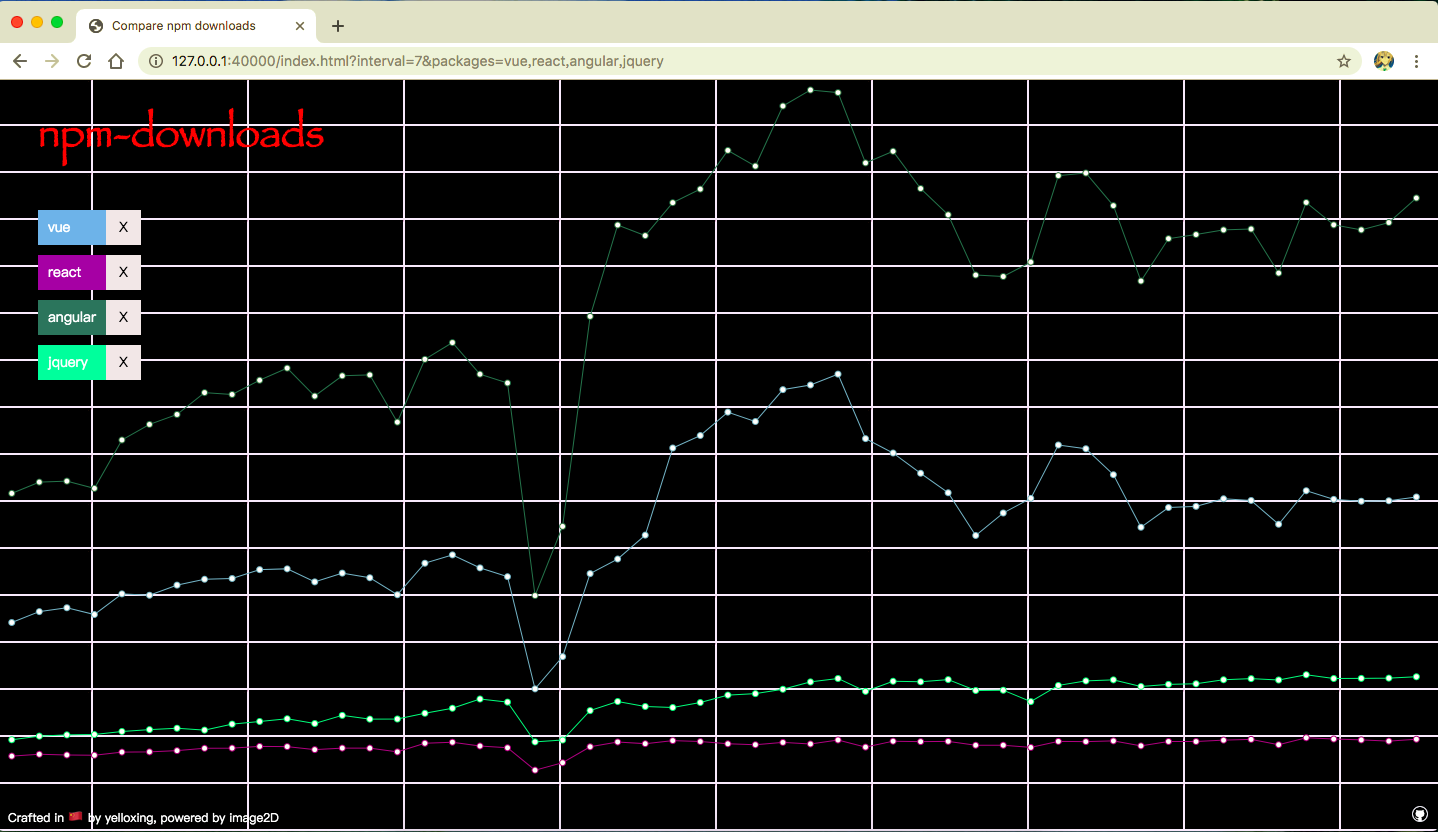 Compare npm downloads
127.0.0.1:40000/index.html?interval=7&packages=vue,react,angular,jquery
npm-downloads
vue X
react X
angular X
jquery X
Crafted in 🇨🇳 by yelloxing, powered by image2D